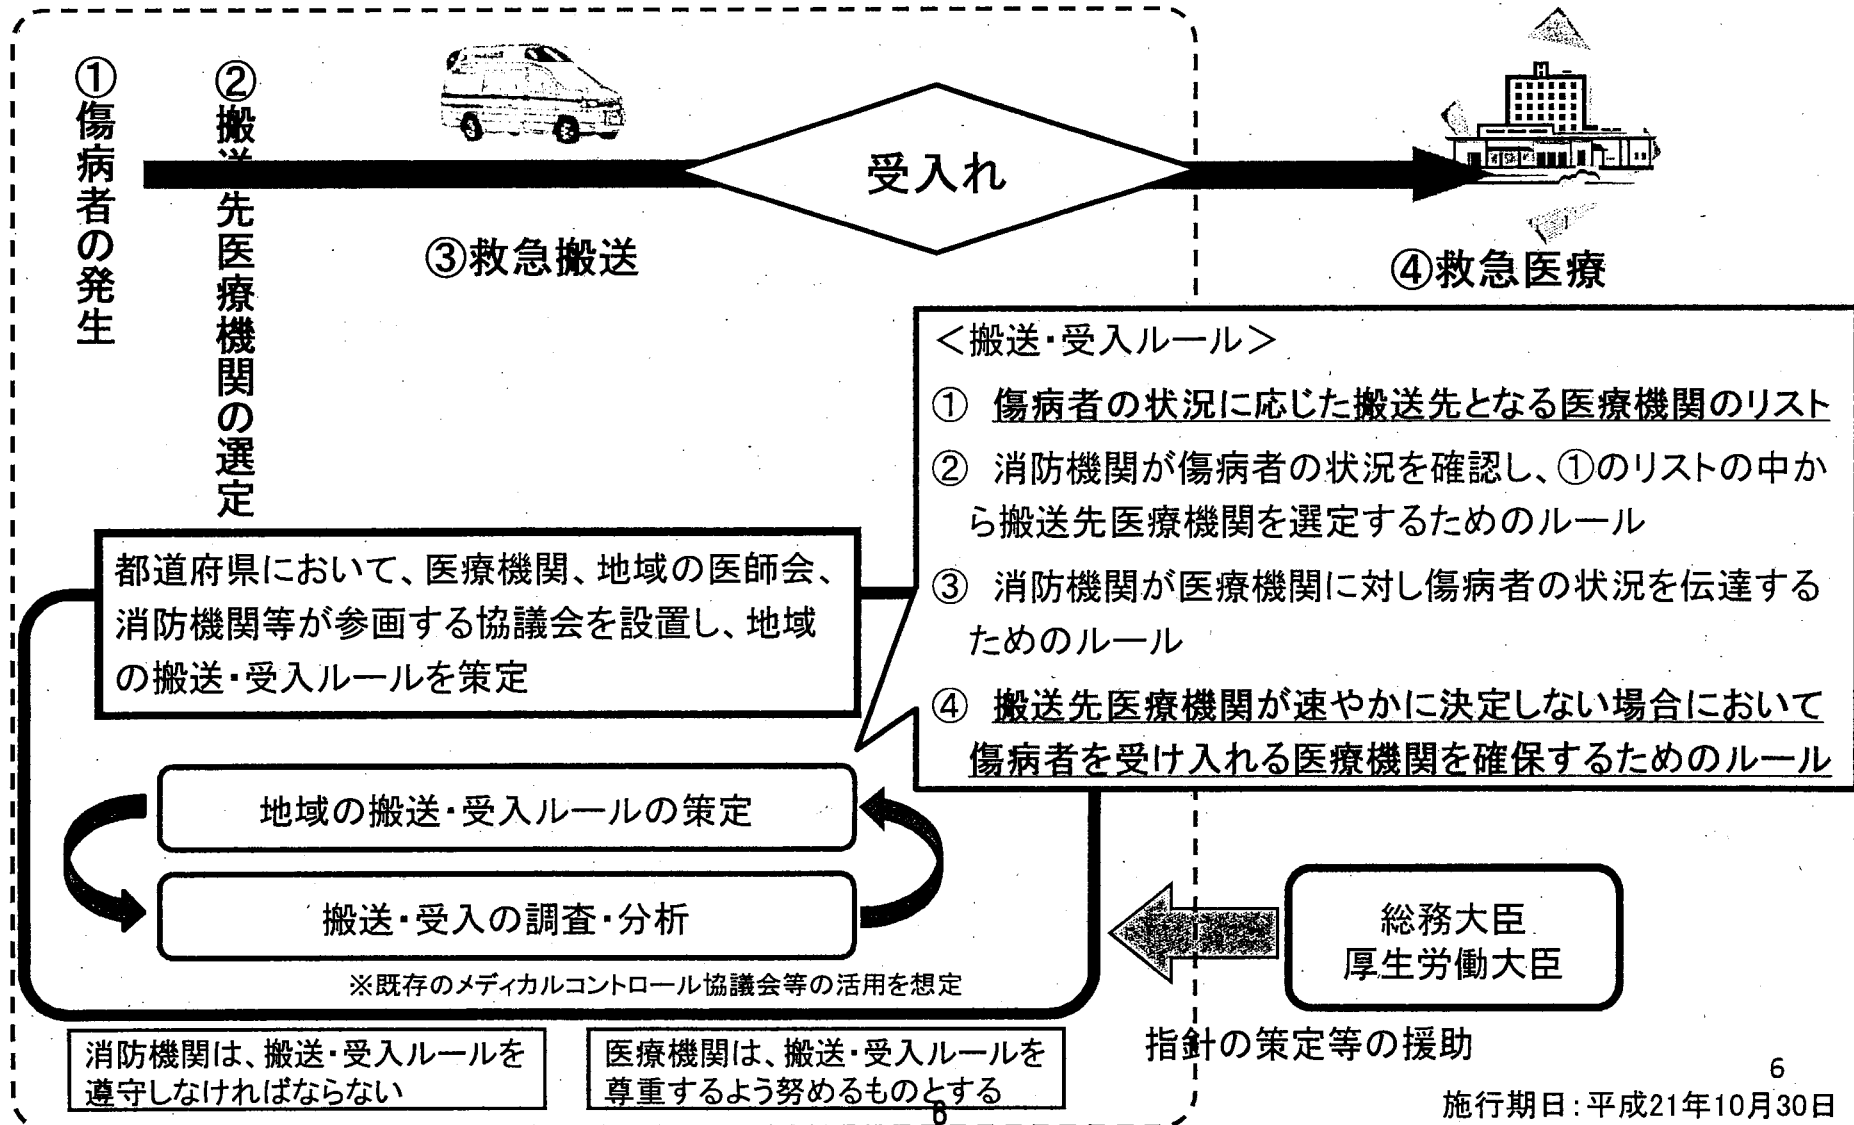 ①傷病者の発生
②搬送先医療機関の選定
受入れ
③救急搬送
④救急医療
＜搬送・受入ルール＞
① 傷病者の状況に応じた搬送先となる医療機関のリスト
② 消防機関が傷病者の状況を確認し、①のリストの中か
ら搬送先医療機関を選定するためのルール
③ 消防機関が医療機関に対し傷病者の状況を伝達する
ためのルール
④ 搬送先医療機関が速やかに決定しない場合において
傷病者を受け入れる医療機関を確保するためのルール
都道府県において、医療機関、地域の医師会、
消防機関等が参画する協議会を設置し、地域
の搬送・受入ルールを策定
地域の搬送・受入ルールの策定
搬送・受入の調査・分析
※既存のメディカルコントロール協議会等の活用を想定
総務大臣
厚生労働大臣
指針の策定等の援助
消防機関は、搬送・受入ルールを
遵守しなければならない
医療機関は、搬送・受入ルールを
尊重するよう努めるものとする
6
6
施行期日：平成21年10月30日